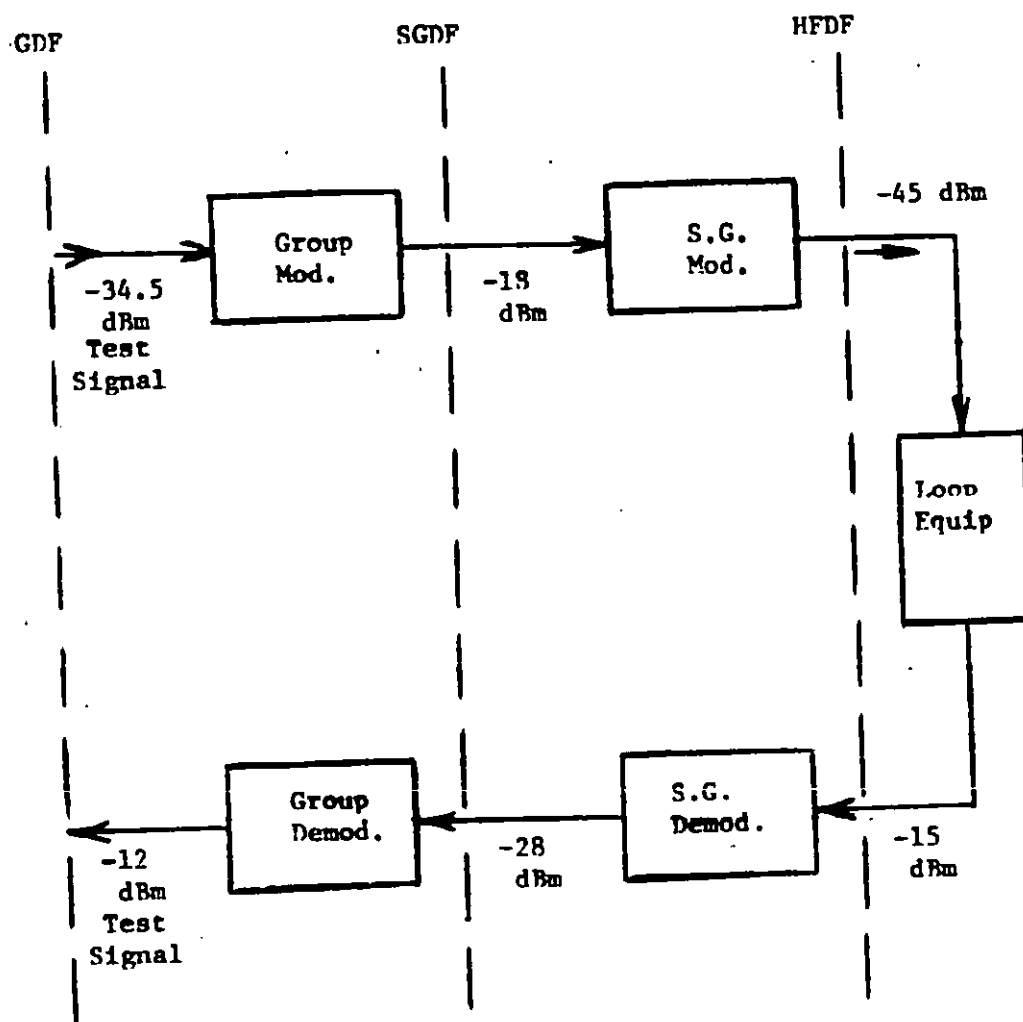 GDF
SGDF
HFDF
-45 dBm
Group
Mod.
S.G.
Mod.
-34.5
dBm
Test
Signal
-18
dBm
Loop
Equip
Group
Demod.
S.G.
Demod.
-12
dBm
Test
Signal
-28
dBm
-15
dBm